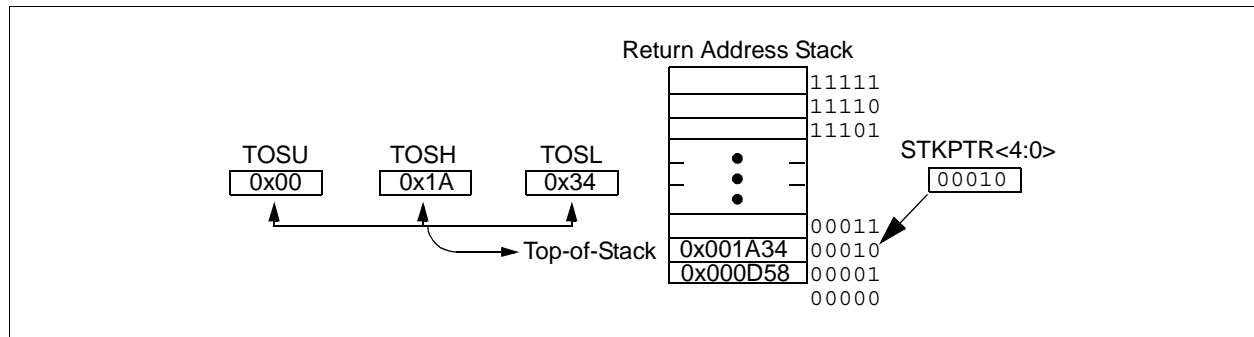 Return Address Stack
11111
11110
11101
TOSU TOSH TOSL STKPTR<4:0>
0x00 0x1A 0x34 00010
00011
Top-of-Stack 0x001A34 00010
0x000D58 00001
00000